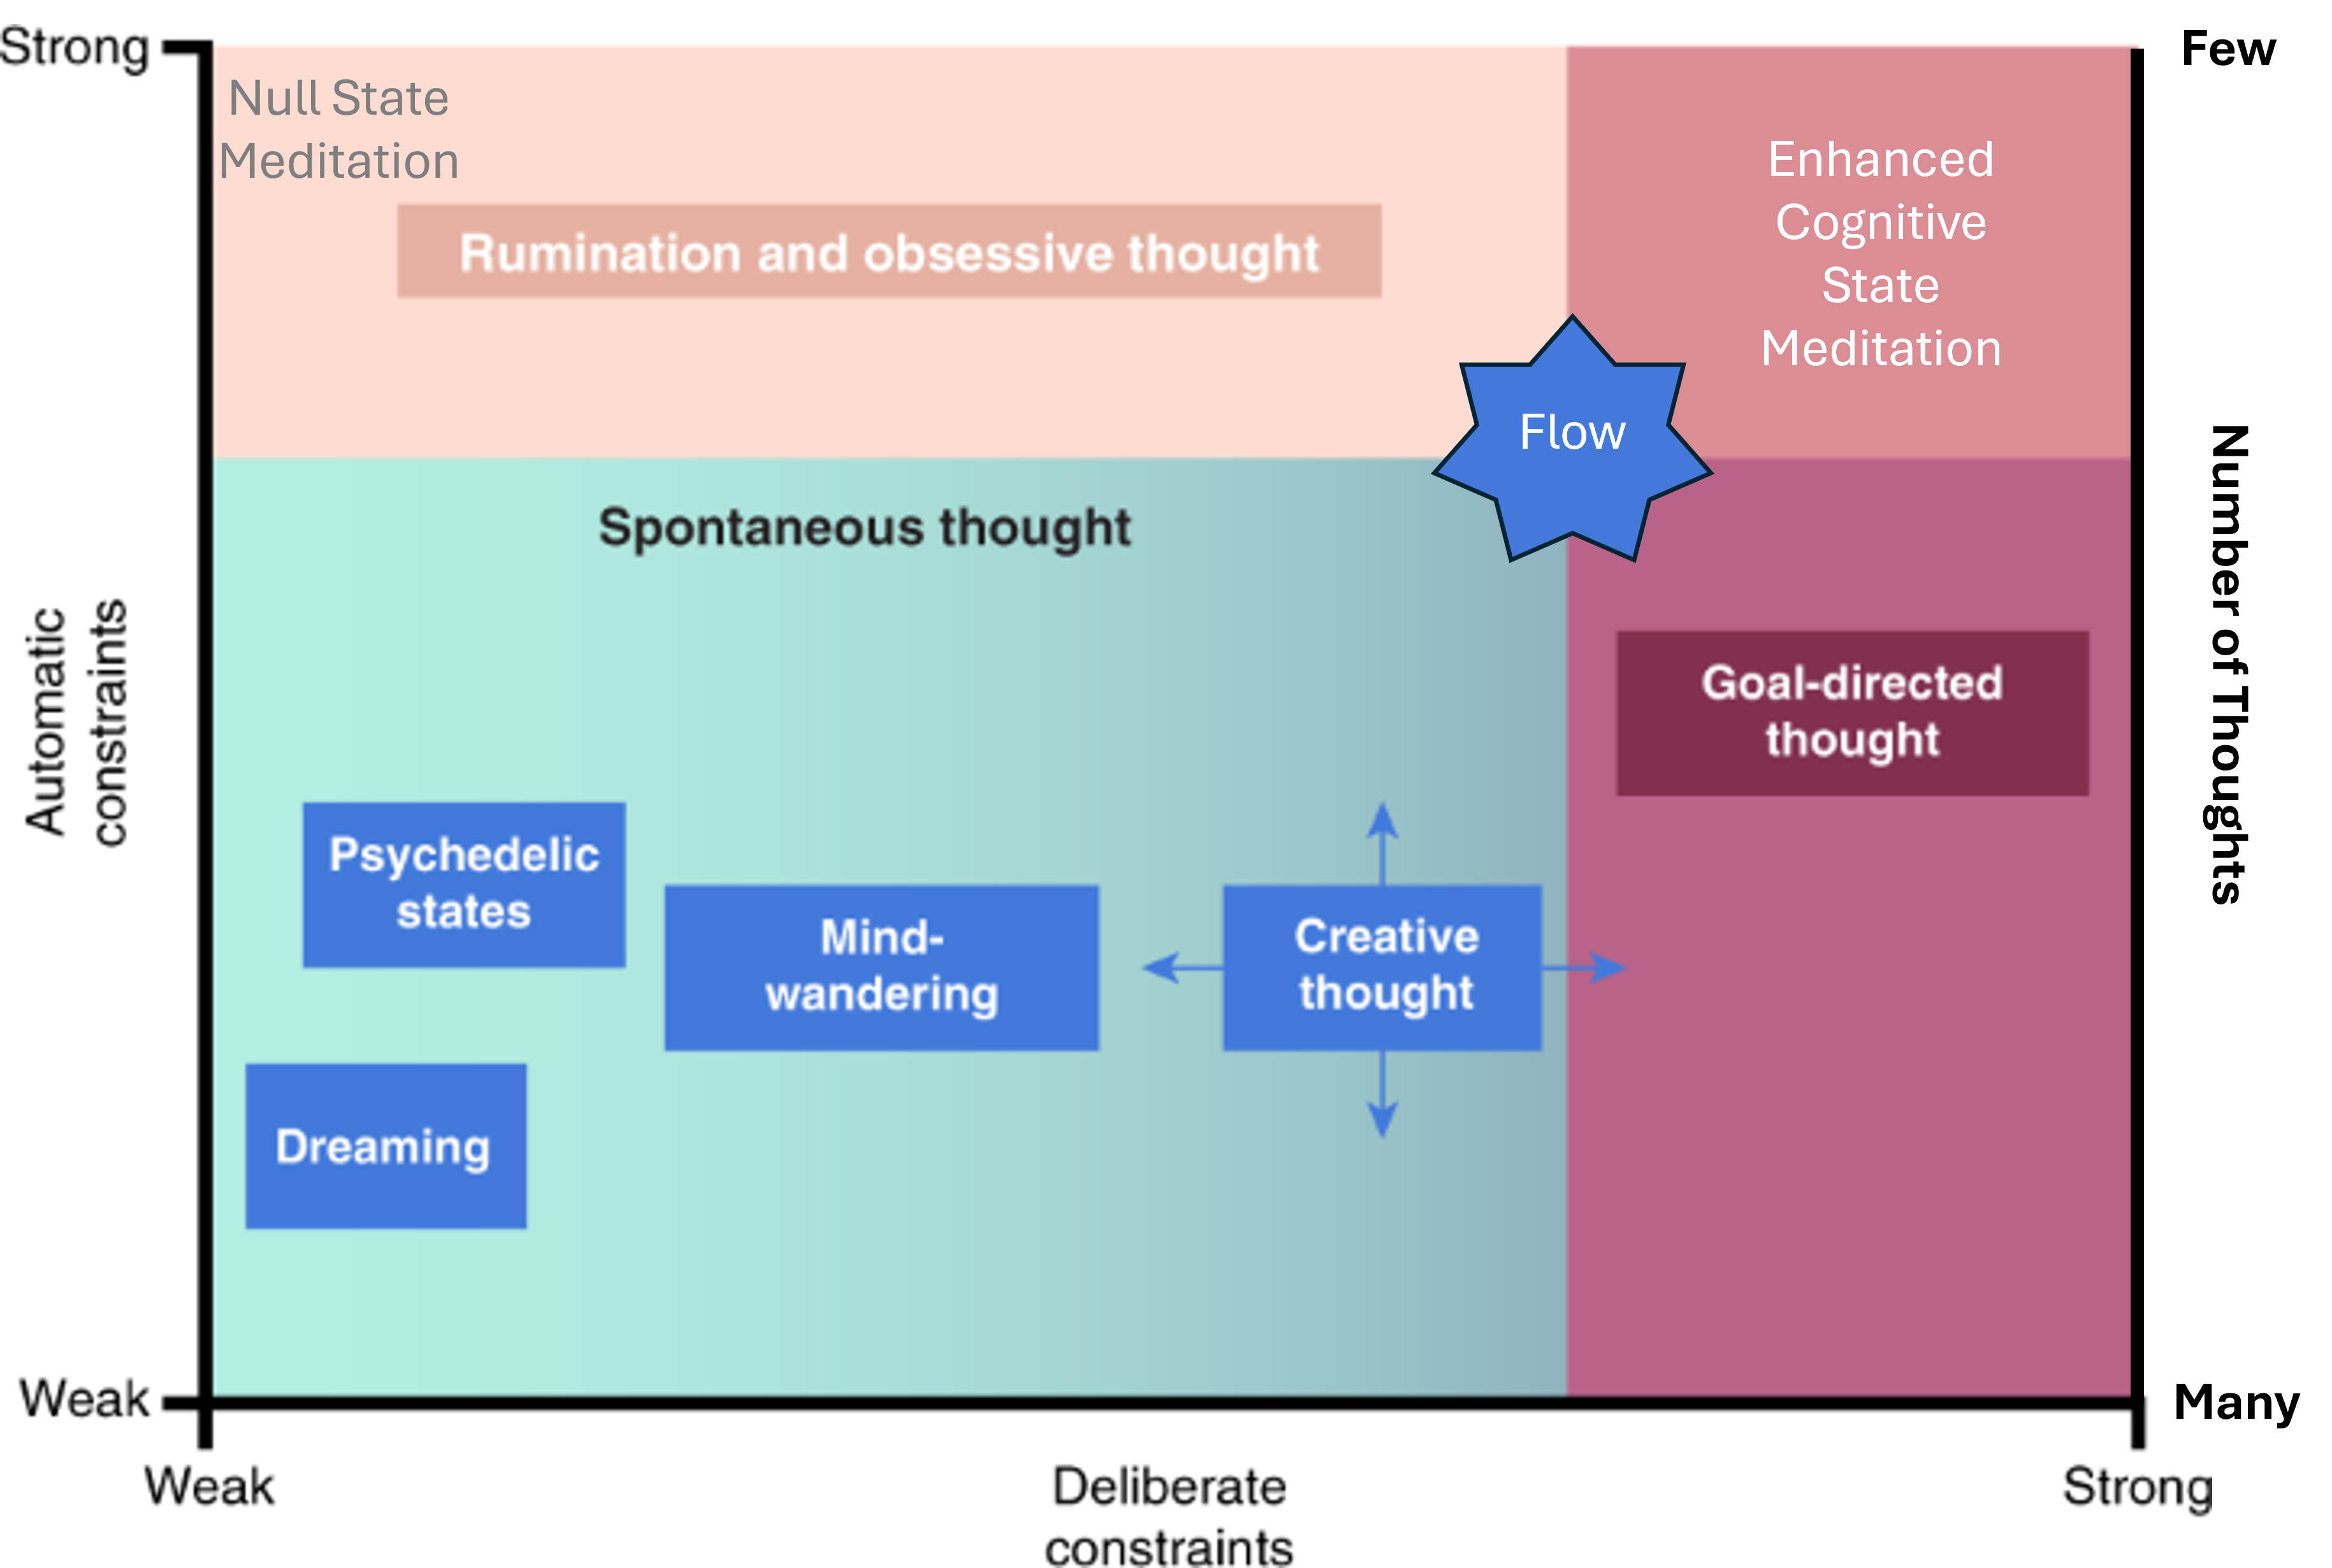 Strong
Few
Null State
Meditation
Enhanced
Cognitive
State
Meditation
Rumination and obsessive thought
Flow
Spontaneous thought
Automatic
constraints
Number of Thoughts
Goal-directed
thought
Psychedelic
states
Mind-
wandering
Creative
thought
Dreaming
Weak
Many
Weak
Deliberate
constraints
Strong